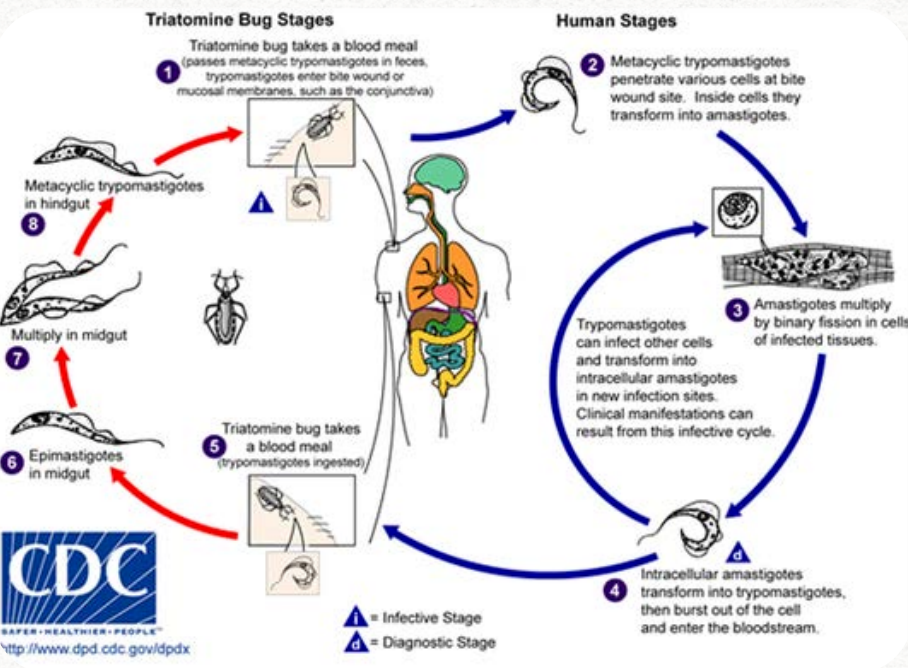 Triatomine Bug Stages
Human Stages
Triatomine bug takes a blood meal
(passes metacyclic trypomastigotes in feces,
trypomastigotes enter bite wound or
mucosal membranes, such as the conjunctiva)
1
i
2
Metacyclic trypomastigotes
penetrate various cells at bite
wound site. Inside cells they
transform into amastigotes.
3
Amastigotes multiply
by binary fission in cells
of infected tissues.
Trypomastigotes
can infect other cells
and transform into
intracellular amastigotes
in new infection sites.
Clinical manifestations can
result from this infective cycle.
d
4
Intracellular amastigotes
transform into trypomastigotes,
then burst out of the cell
and enter the bloodstream.
5
Triatomine bug takes
a blood meal
(trypomastigotes ingested)
6
Epimastigotes
in midgut
Multiply in midgut
7
Metacyclic trypomastigotes
in hindgut
8
i = Infective Stage
d = Diagnostic Stage
CDC
SAFER•HEALTHIER•PEOPLE™
http://www.dpd.cdc.gov/dpdx